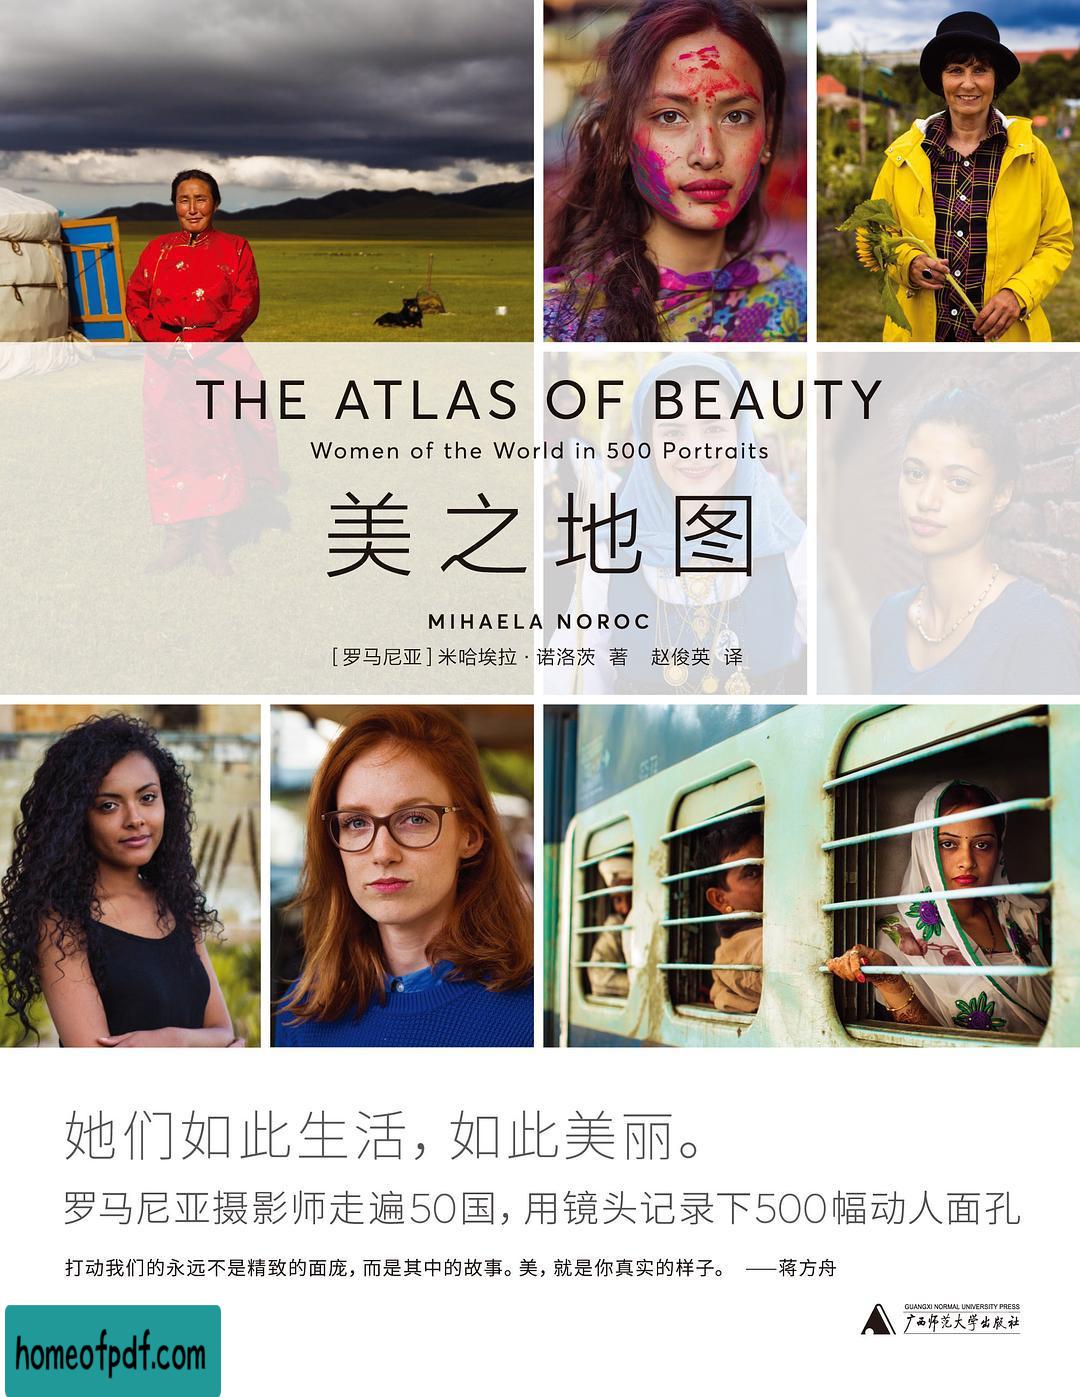 THE ATLAS OF BEAUTY
Women of the World in 500 Portraits
美之地图
MIHAELA NOROC
[罗马尼亚]米哈埃拉·诺洛茨 著 赵俊英 译
她们如此生活，如此美丽。
罗马尼亚摄影师走遍50国，用镜头记录下500幅动人面孔
打动我们的永远不是精致的面庞，而是其中的故事。美，就是你真实的样子。 ——蒋方舟
GUANGXI NORMAL UNIVERSITY PRESS
广西师范大学出版社
homeofpdf.com